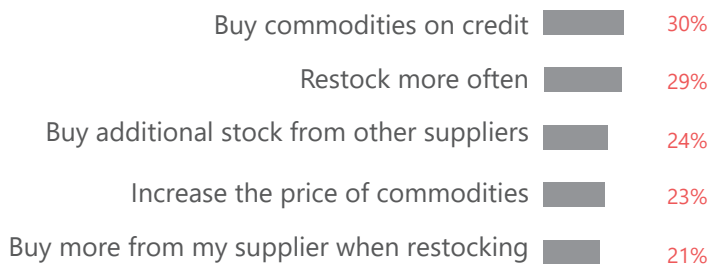 Buy commodities on credit 30%
Restock more often 29%
Buy additional stock from other suppliers 24%
Increase the price of commodities 23%
Buy more from my supplier when restocking 21%